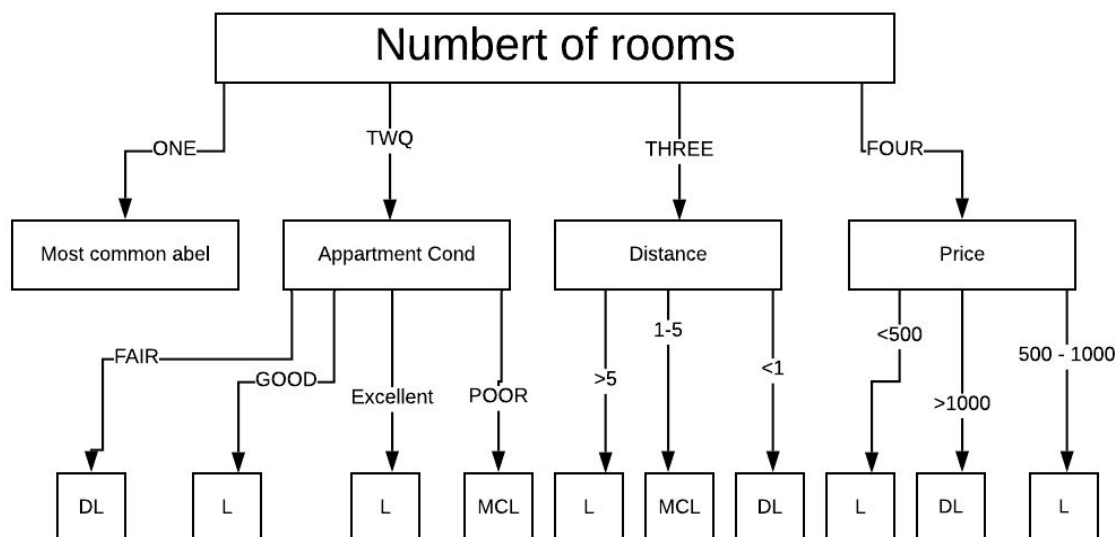 Numbert of rooms
ONE
TWQ
THREE
FOUR
Most common abel
Appartment Cond
Distance
Price
FAIR
GOOD
Excellent
POOR
>5
1-5
<1
<500
>1000
500 - 1000
DL
L
L
MCL
L
MCL
DL
L
DL
L